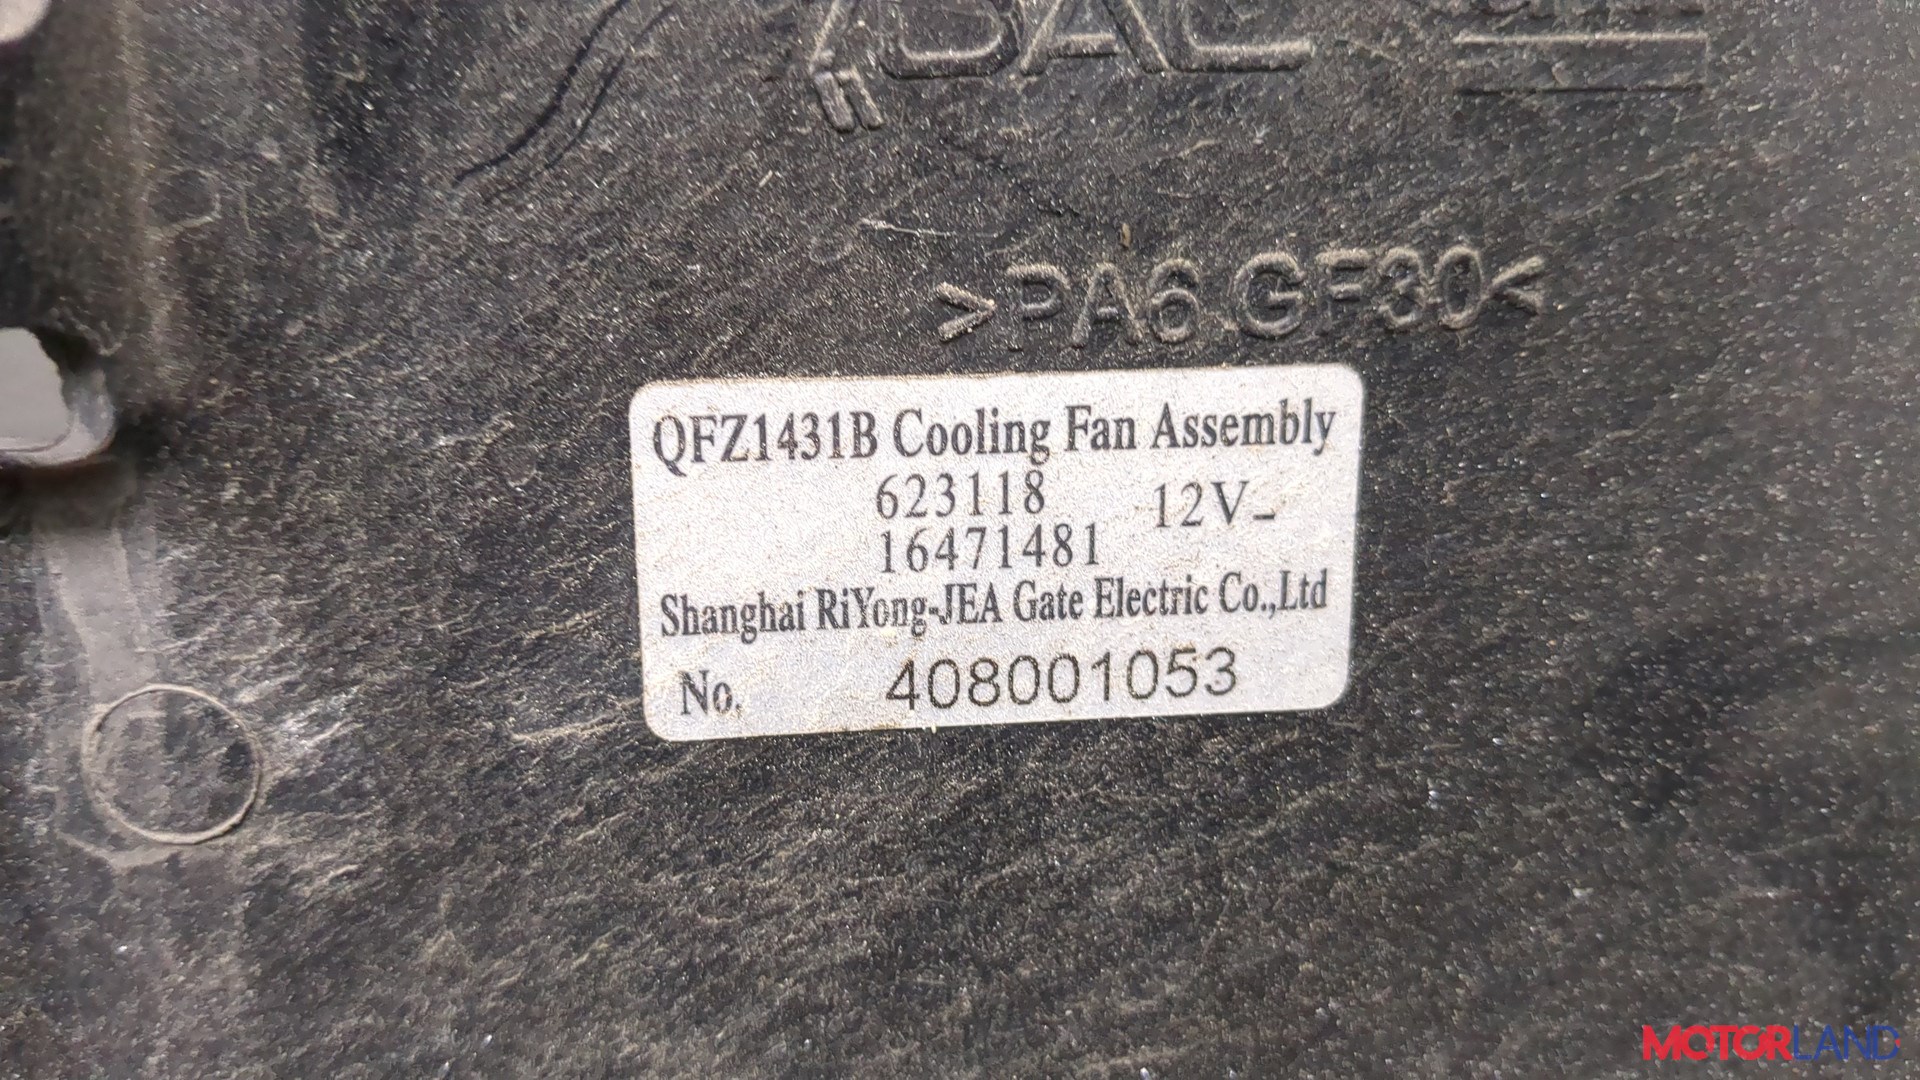 >PA6 GF30<
QFZ1431B Cooling Fan Assembly
623118 12V-
16471481
Shanghai RiYong-JEA Gate Electric Co.,Ltd
No. 408001053
MOTORLAND